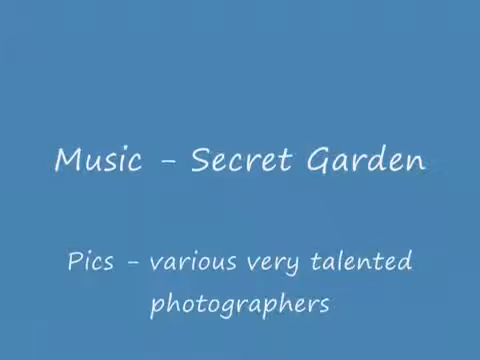 Music - Secret Garden
Pics - various very talented
photographers